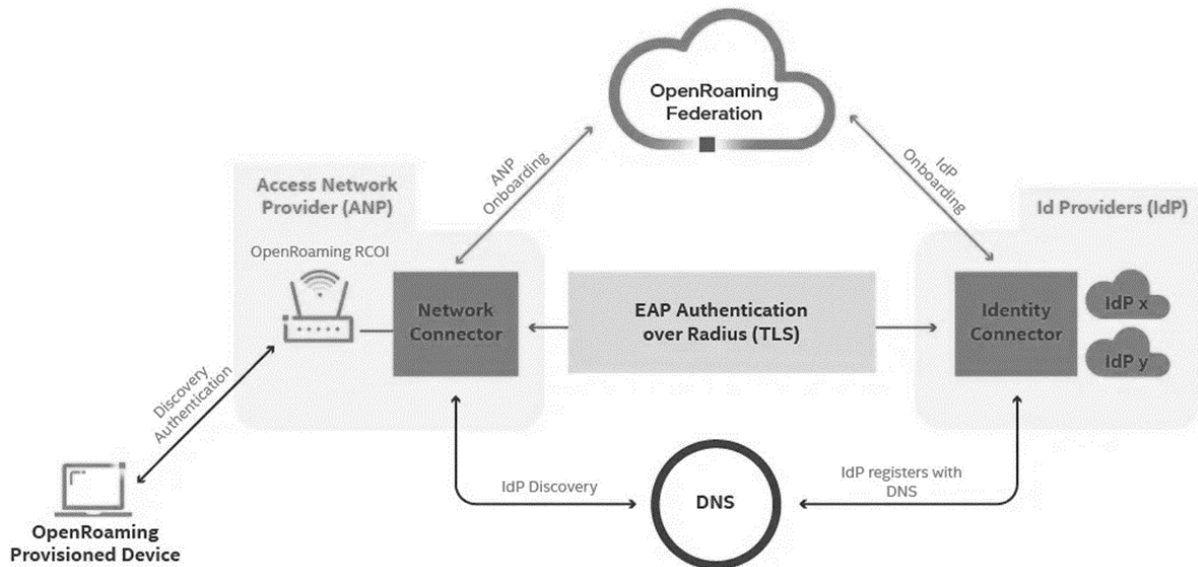 OpenRoaming
Federation
ANP
Onboarding
IdP
Onboarding
Access Network
Provider (ANP)
Id Providers (IdP)
OpenRoaming RCOI
Network
Connector
EAP Authentication
over Radius (TLS)
Identity
Connector
IdP x
IdP y
Discovery
Authentication
IdP Discovery
DNS
IdP registers with
DNS
OpenRoaming
Provisioned Device